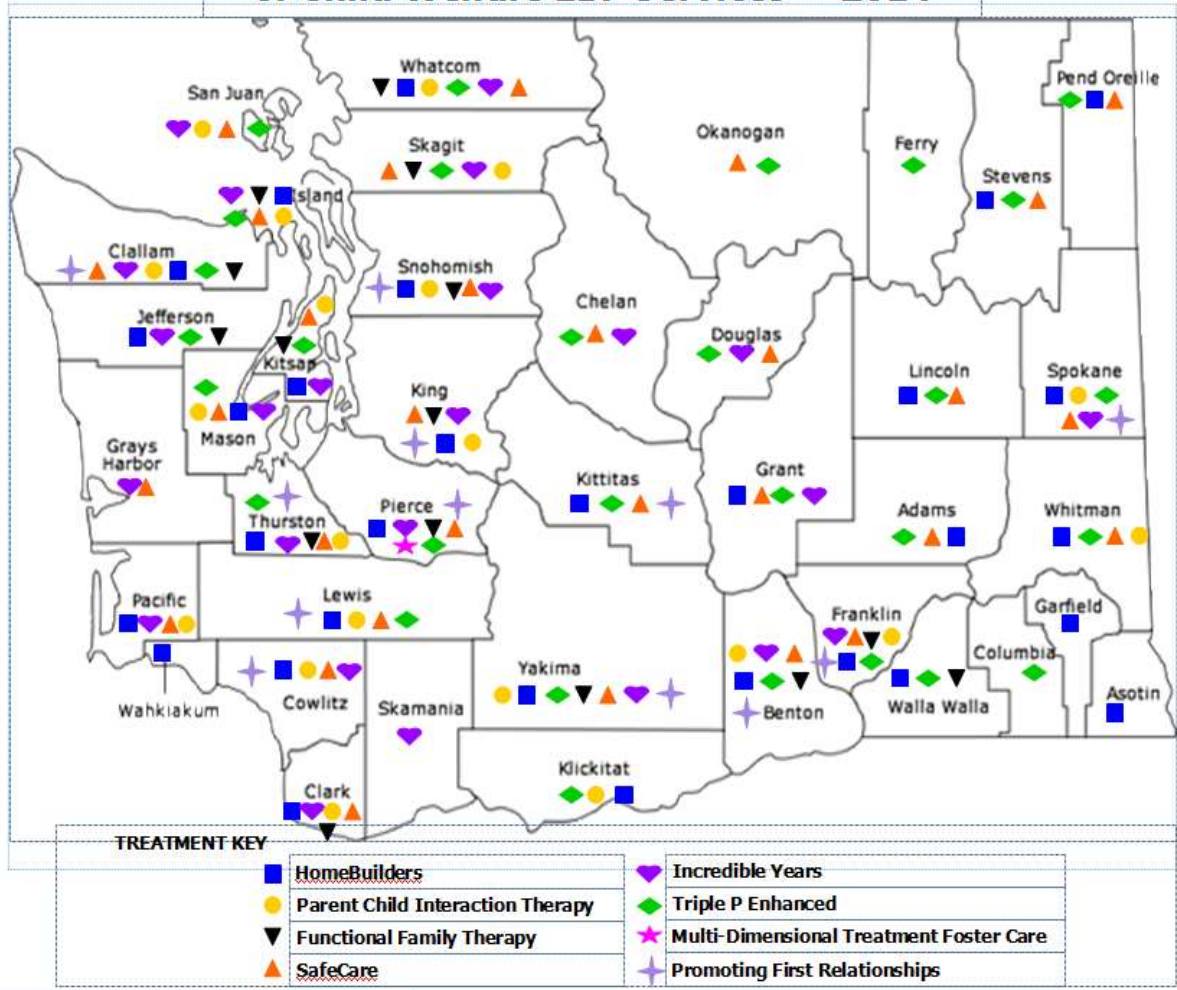 Whatcom
Pend Oreille
San Juan
Okanogan
Skagit
Ferry
Stevens
Island
Clallam
Snohomish
Chelan
Jefferson
Douglas
Kitsap
Lincoln
Spokane
King
Mason
Grays
Harbor
Kittitas
Grant
Pierce
Adams
Whitman
Thurston
Lewis
Pacific
Garfield
Franklin
Columbia
Yakima
Asotin
Cowlitz
Wahkiakum
Skamania
Benton
Walla Walla
Klickitat
Clark
TREATMENT KEY
HomeBuilders
Incredible Years
Parent Child Interaction Therapy
Triple P Enhanced
Functional Family Therapy
Multi-Dimensional Treatment Foster Care
SafeCare
Promoting First Relationships